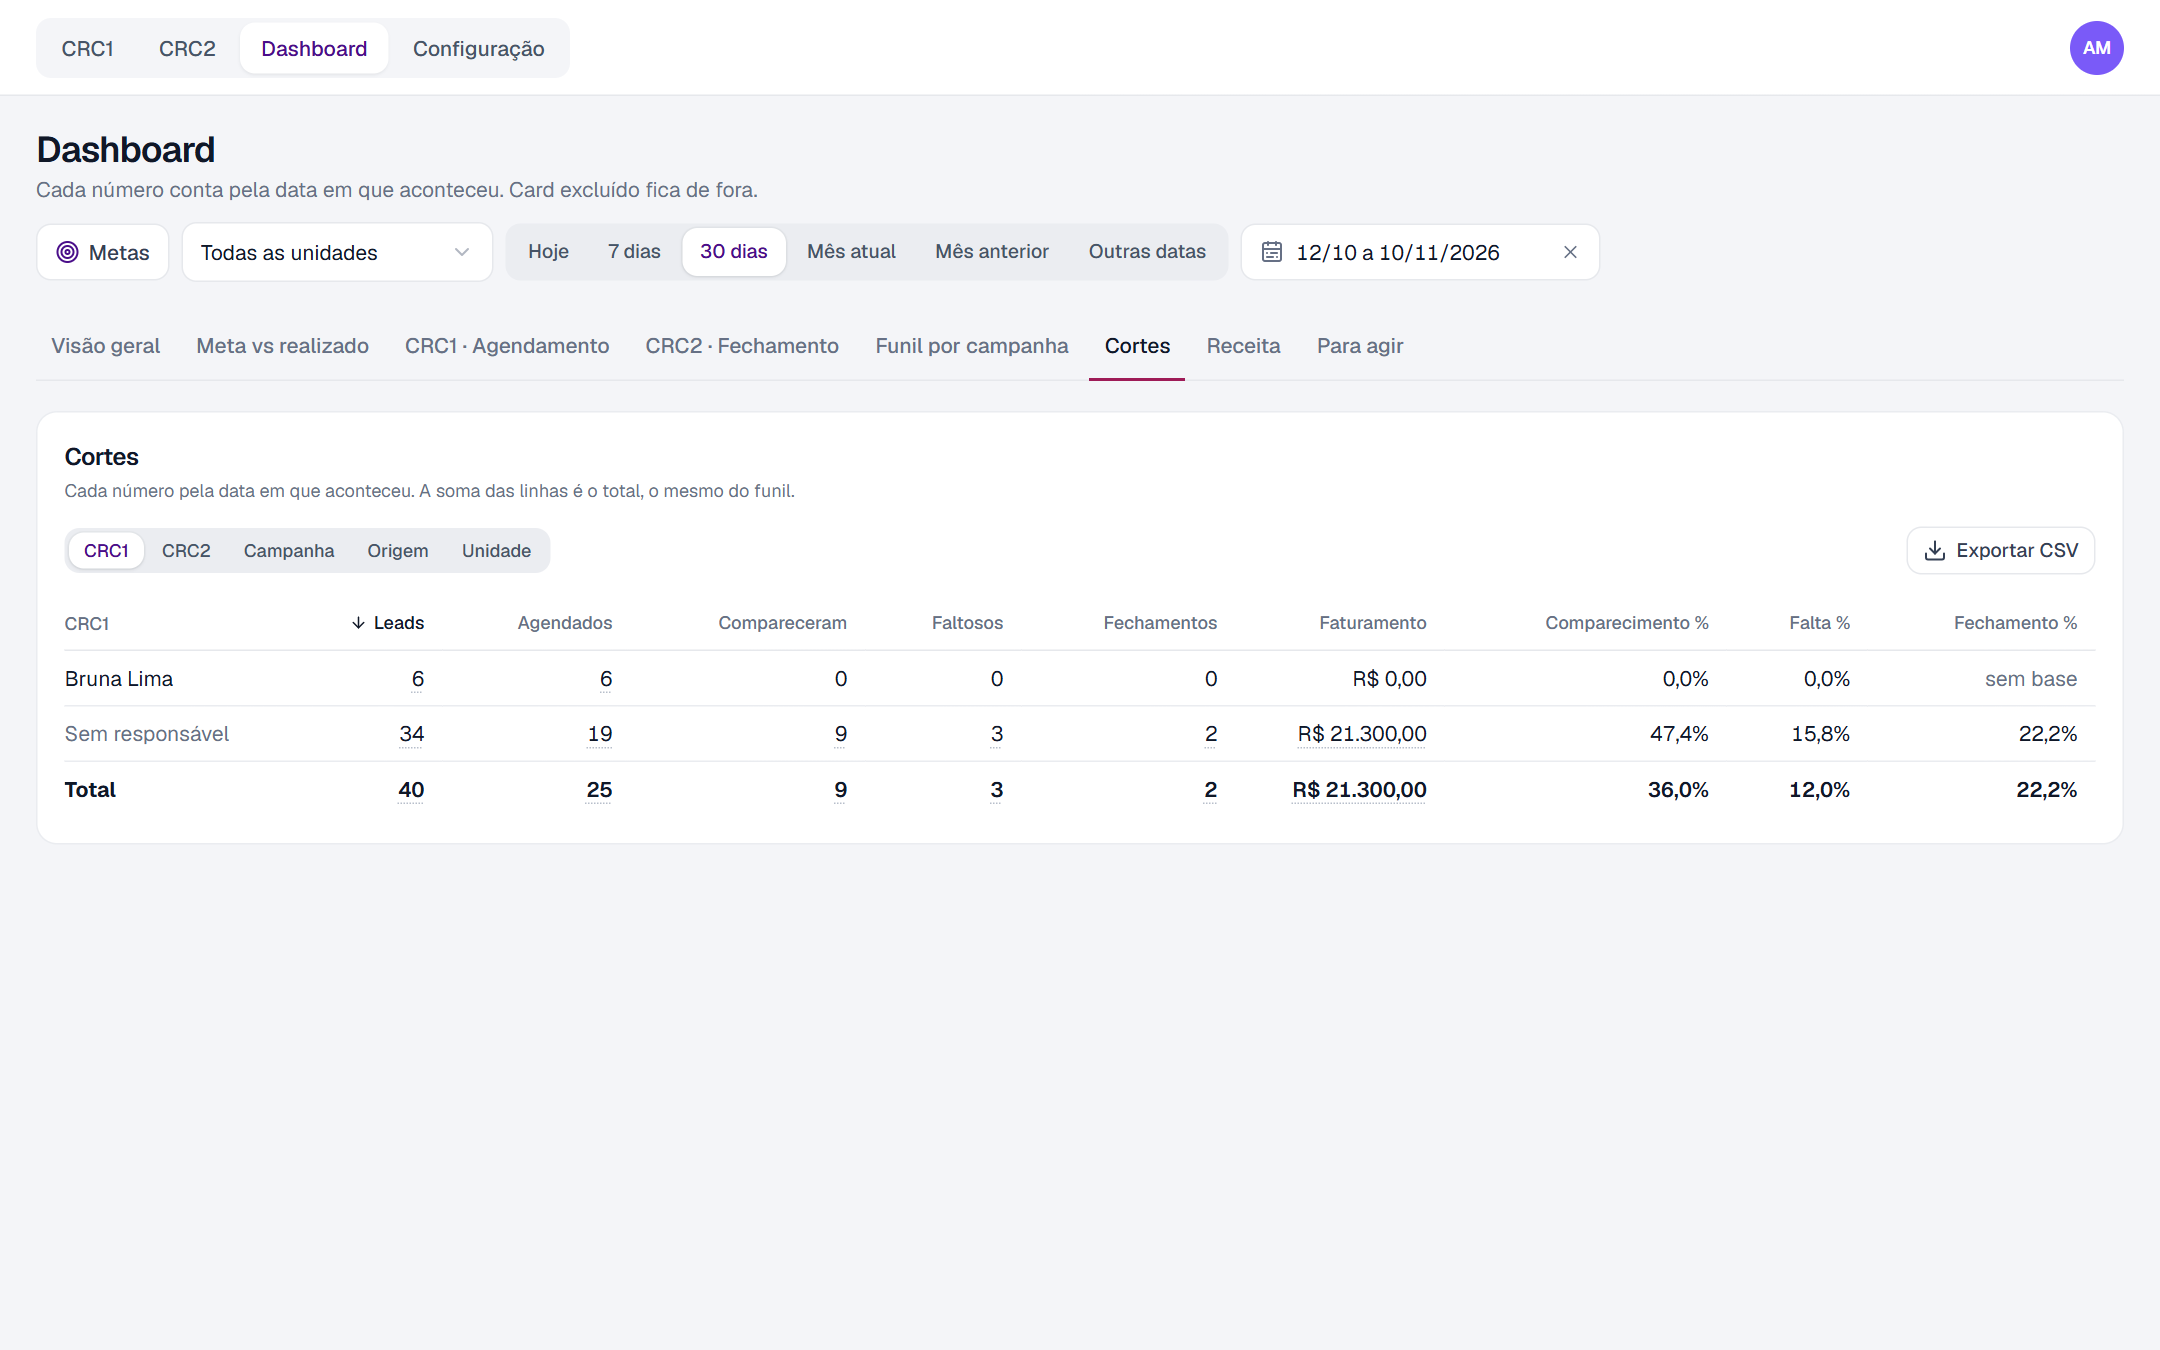 CRC1 CRC2 Dashboard Configuração AM
Dashboard
Cada número conta pela data em que aconteceu. Card excluído fica de fora.
Metas Todas as unidades Hoje 7 dias 30 dias Mês atual Mês anterior Outras datas 12/10 a 10/11/2026
Visão geral Meta vs realizado CRC1 · Agendamento CRC2 · Fechamento Funil por campanha Cortes Receita Para agir
Cortes
Cada número pela data em que aconteceu. A soma das linhas é o total, o mesmo do funil.
CRC1 CRC2 Campanha Origem Unidade Exportar CSV
CRC1 Leads Agendados Compareceram Faltosos Fechamentos Faturamento Comparecimento % Falta % Fechamento %
Bruna Lima 6 6 0 0 0 R$ 0,00 0,0% 0,0% sem base
Sem responsável 34 19 9 3 2 R$ 21.300,00 47,4% 15,8% 22,2%
Total 40 25 9 3 2 R$ 21.300,00 36,0% 12,0% 22,2%